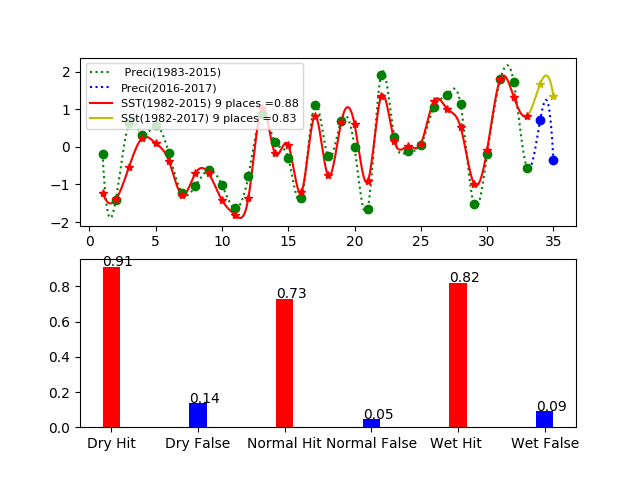 Preci(1983-2015)
Preci(2016-2017)
SST(1982-2015) 9 places =0.88
Sst(1982-2017) 9 places =0.83
2
1
0
−1
−2
0 5 10 15 20 25 30 35
0.8
0.6
0.4
0.2
0.0
0.91
0.14
0.73
0.05
0.82
0.09
Dry Hit Dry False Normal Hit Normal False Wet Hit Wet False